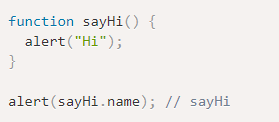 function sayHi() {
  alert("Hi");
}

alert(sayHi.name); // sayHi